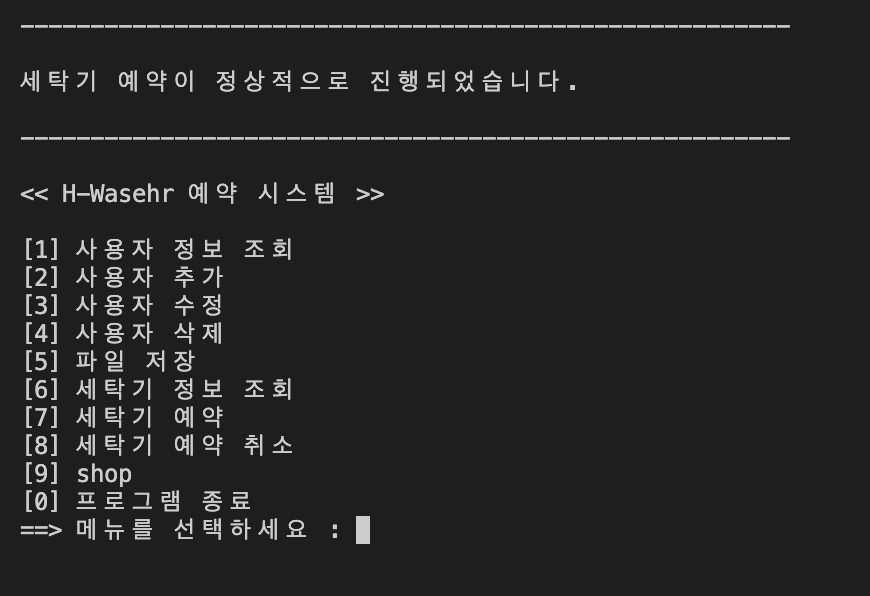 -------------------------------------------------------
세탁기 예약이 정상적으로 진행되었습니다.
-------------------------------------------------------
<< H-Wasehr 예약 시스템 >>
[1] 사용자 정보 조회
[2] 사용자 추가
[3] 사용자 수정
[4] 사용자 삭제
[5] 파일 저장
[6] 세탁기 정보 조회
[7] 세탁기 예약
[8] 세탁기 예약 취소
[9] shop
[0] 프로그램 종료
==> 메뉴를 선택하세요 :